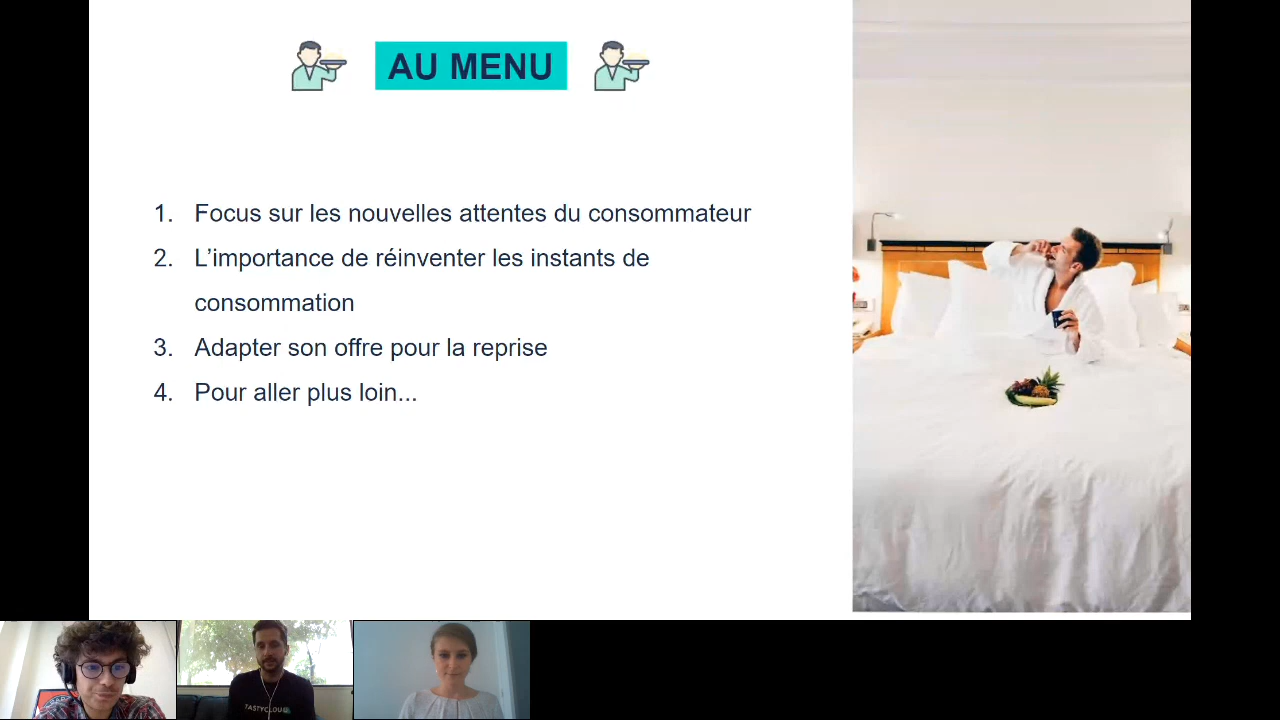 AU MENU
1. Focus sur les nouvelles attentes du consommateur
2. L’importance de réinventer les instants de
consommation
3. Adapter son offre pour la reprise
4. Pour aller plus loin...
TASTYCLOUD